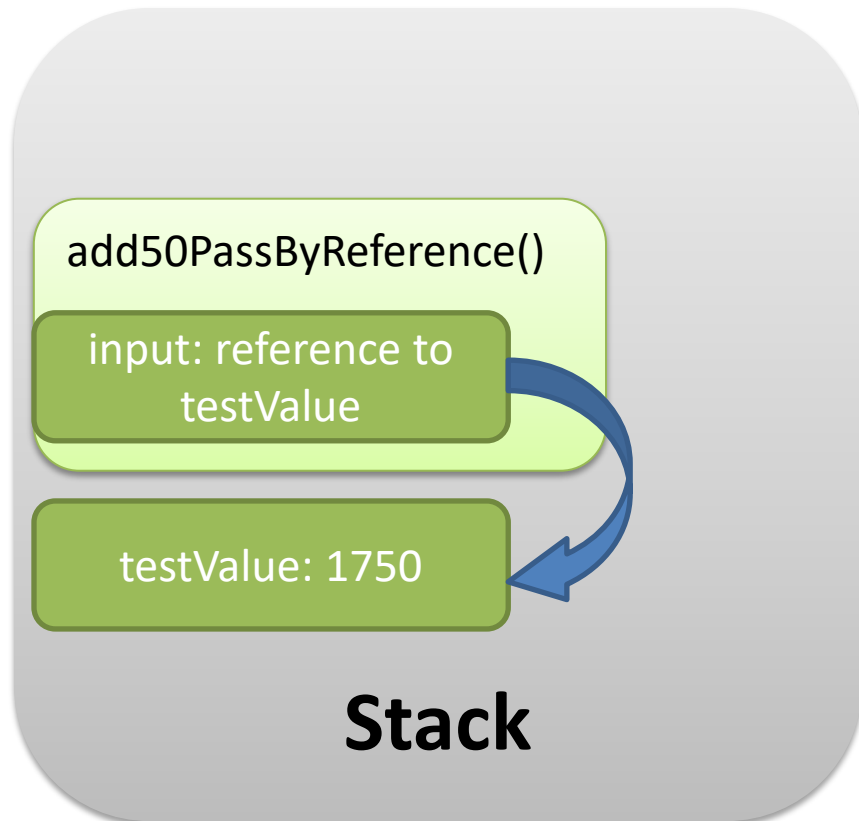 add50PassByReference()
input: reference to
testValue
testValue: 1750
Stack